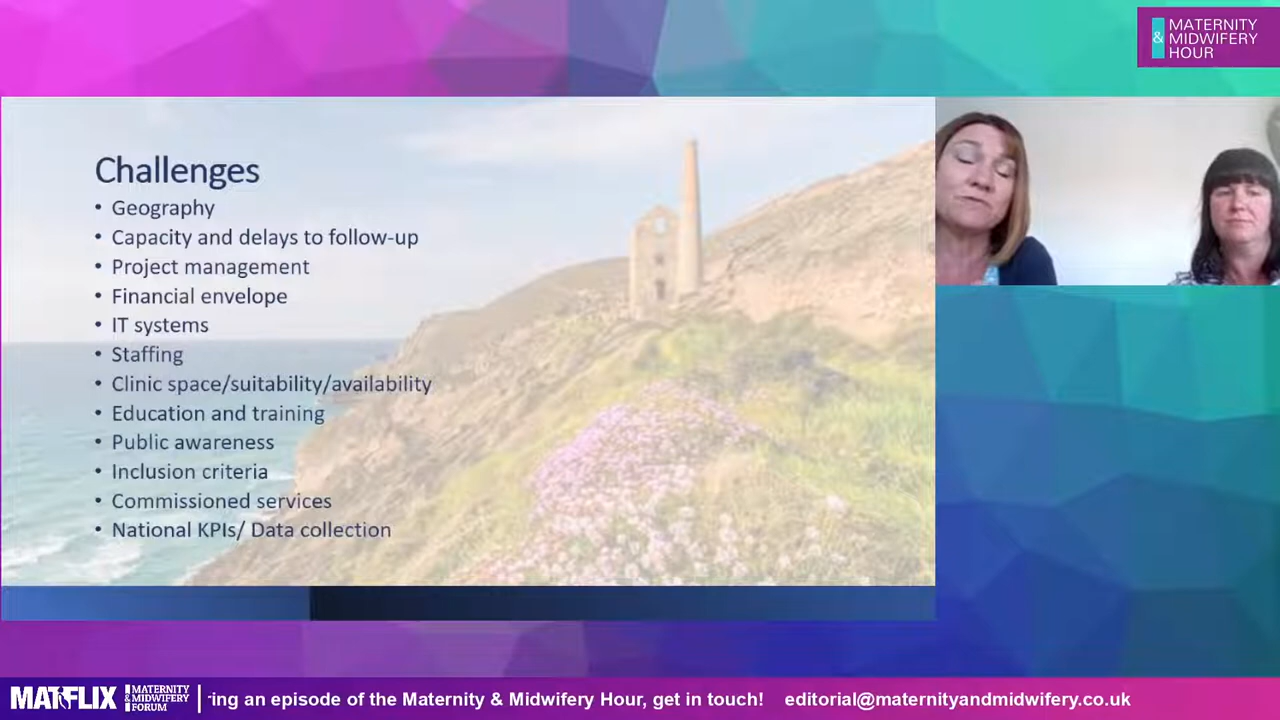 & MATERNITY
MIDWIFERY
HOUR
Challenges
• Geography
• Capacity and delays to follow-up
• Project management
• Financial envelope
• IT systems
• Staffing
• Clinic space/suitability/availability
• Education and training
• Public awareness
• Inclusion criteria
• Commissioned services
• National KPIs/ Data collection
MATFLIX
MATERNITY
& MIDWIFERY
FORUM
ing an episode of the Maternity & Midwifery Hour, get in touch! editorial@maternityandmidwifery.co.uk